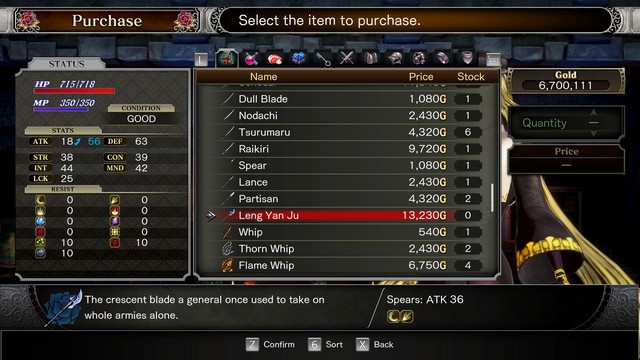 Purchase
Select the item to purchase.
STATUS
HP 715/718
MP 350/350
CONDITION
GOOD
STATS
ATK 18 56 DEF 63
STR 38 CON 39
INT 44 MND 42
LCK 25
RESIST
0 0
0 0
0 0
0 0
10 10
10
Name Price Stock
Dull Blade 1,080G 1
Nodachi 2,430G 1
Tsurumaru 4,320G 6
Raikiri 9,720G 1
Spear 1,080G 1
Lance 2,430G 1
Partisan 4,320G 2
Leng Yan Ju 13,230G 0
Whip 540G 1
Thorn Whip 2,430G 2
Flame Whip 6,750G 4
Gold
6,700,111
Quantity –
Price
–
The crescent blade a general once used to take on
whole armies alone.
Spears: ATK 36
Z Confirm 6 Sort X Back